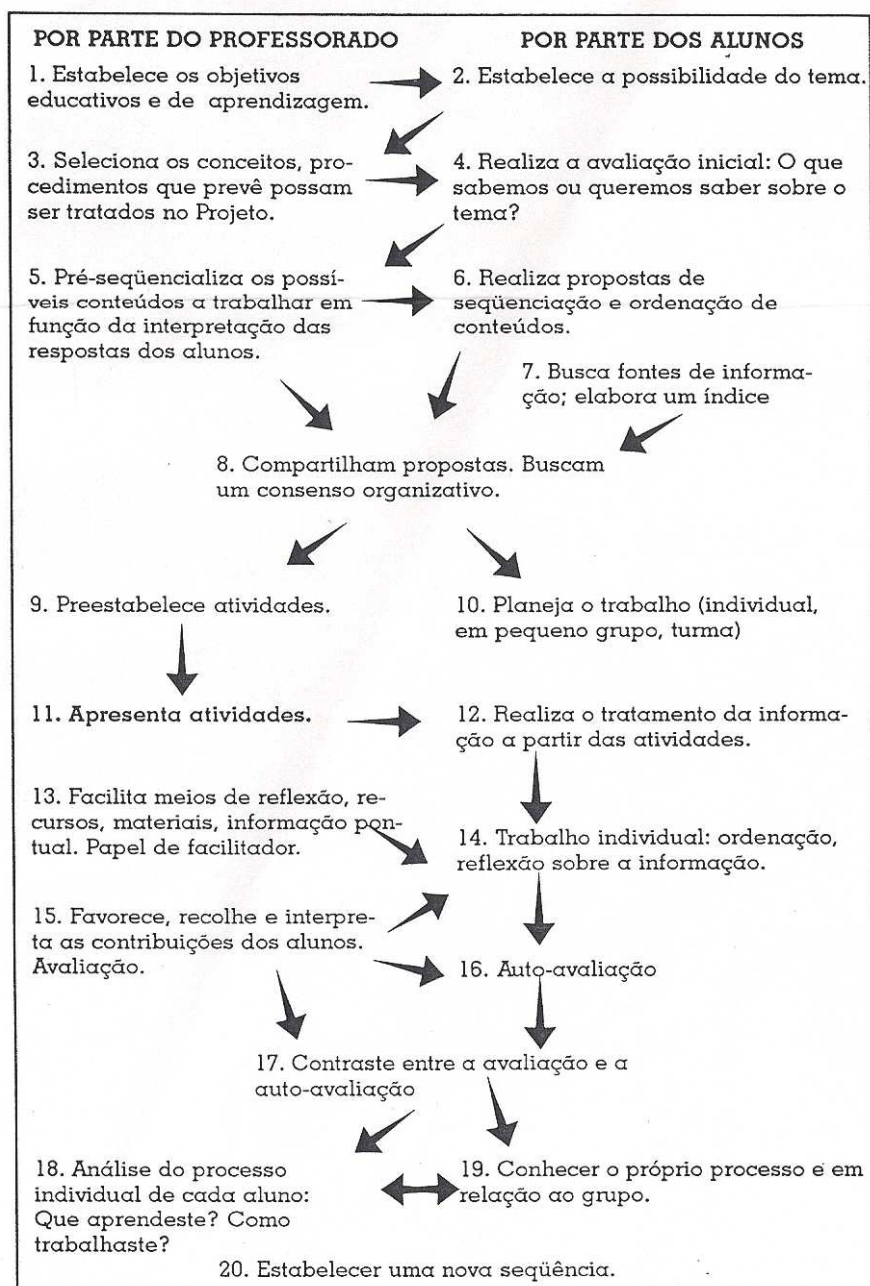 POR PARTE DO PROFESSORADO
POR PARTE DOS ALUNOS
1. Estabelece os objetivos
educativos e de aprendizagem.
2. Estabelece a possibilidade do tema.
3. Seleciona os conceitos, pro-
cedimentos que prevê possam
ser tratados no Projeto.
4. Realiza a avaliação inicial: O que
sabemos ou queremos saber sobre o
tema?
5. Pré-seqüencializa os possí-
veis conteúdos a trabalhar em
função da interpretação das
respostas dos alunos.
6. Realiza propostas de
seqüenciação e ordenação de
conteúdos.
7. Busca fontes de informa-
ção; elabora um índice
8. Compartilham propostas. Buscam
um consenso organizativo.
9. Preestabelece atividades.
10. Planeja o trabalho (individual,
em pequeno grupo, turma)
11. Apresenta atividades.
12. Realiza o tratamento da informa-
ção a partir das atividades.
13. Facilita meios de reflexão, re-
cursos, materiais, informação pon-
tual. Papel de facilitador.
14. Trabalho individual: ordenação,
reflexão sobre a informação.
15. Favorece, recolhe e interpre-
ta as contribuições dos alunos.
Avaliação.
16. Auto-avaliação
17. Contraste entre a avaliação e a
auto-avaliação
18. Análise do processo
individual de cada aluno:
Que aprendeste? Como
trabalhaste?
19. Conhecer o próprio processo e em
relação ao grupo.
20. Estabelecer uma nova seqüência.